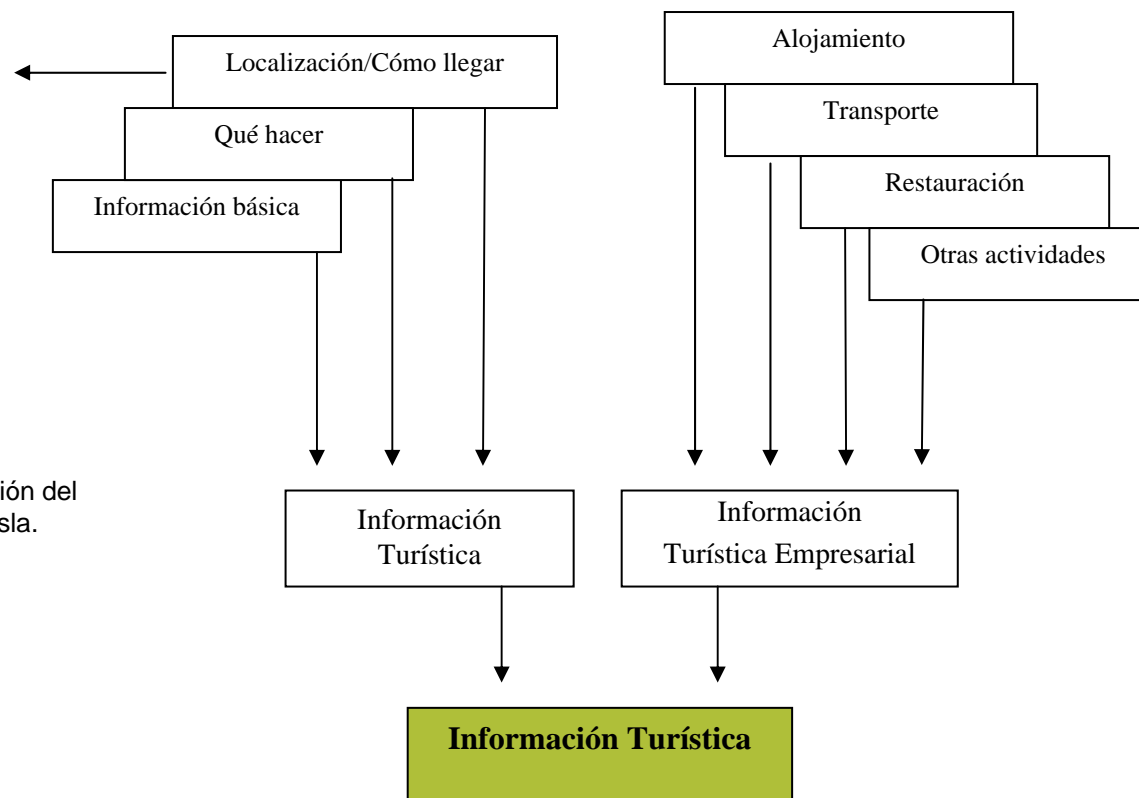 Localización/Cómo llegar
Qué hacer
Información básica
Alojamiento
Transporte
Restauración
Otras actividades
ión del
sla.
Información
Turística
Información
Turística Empresarial
Información Turística